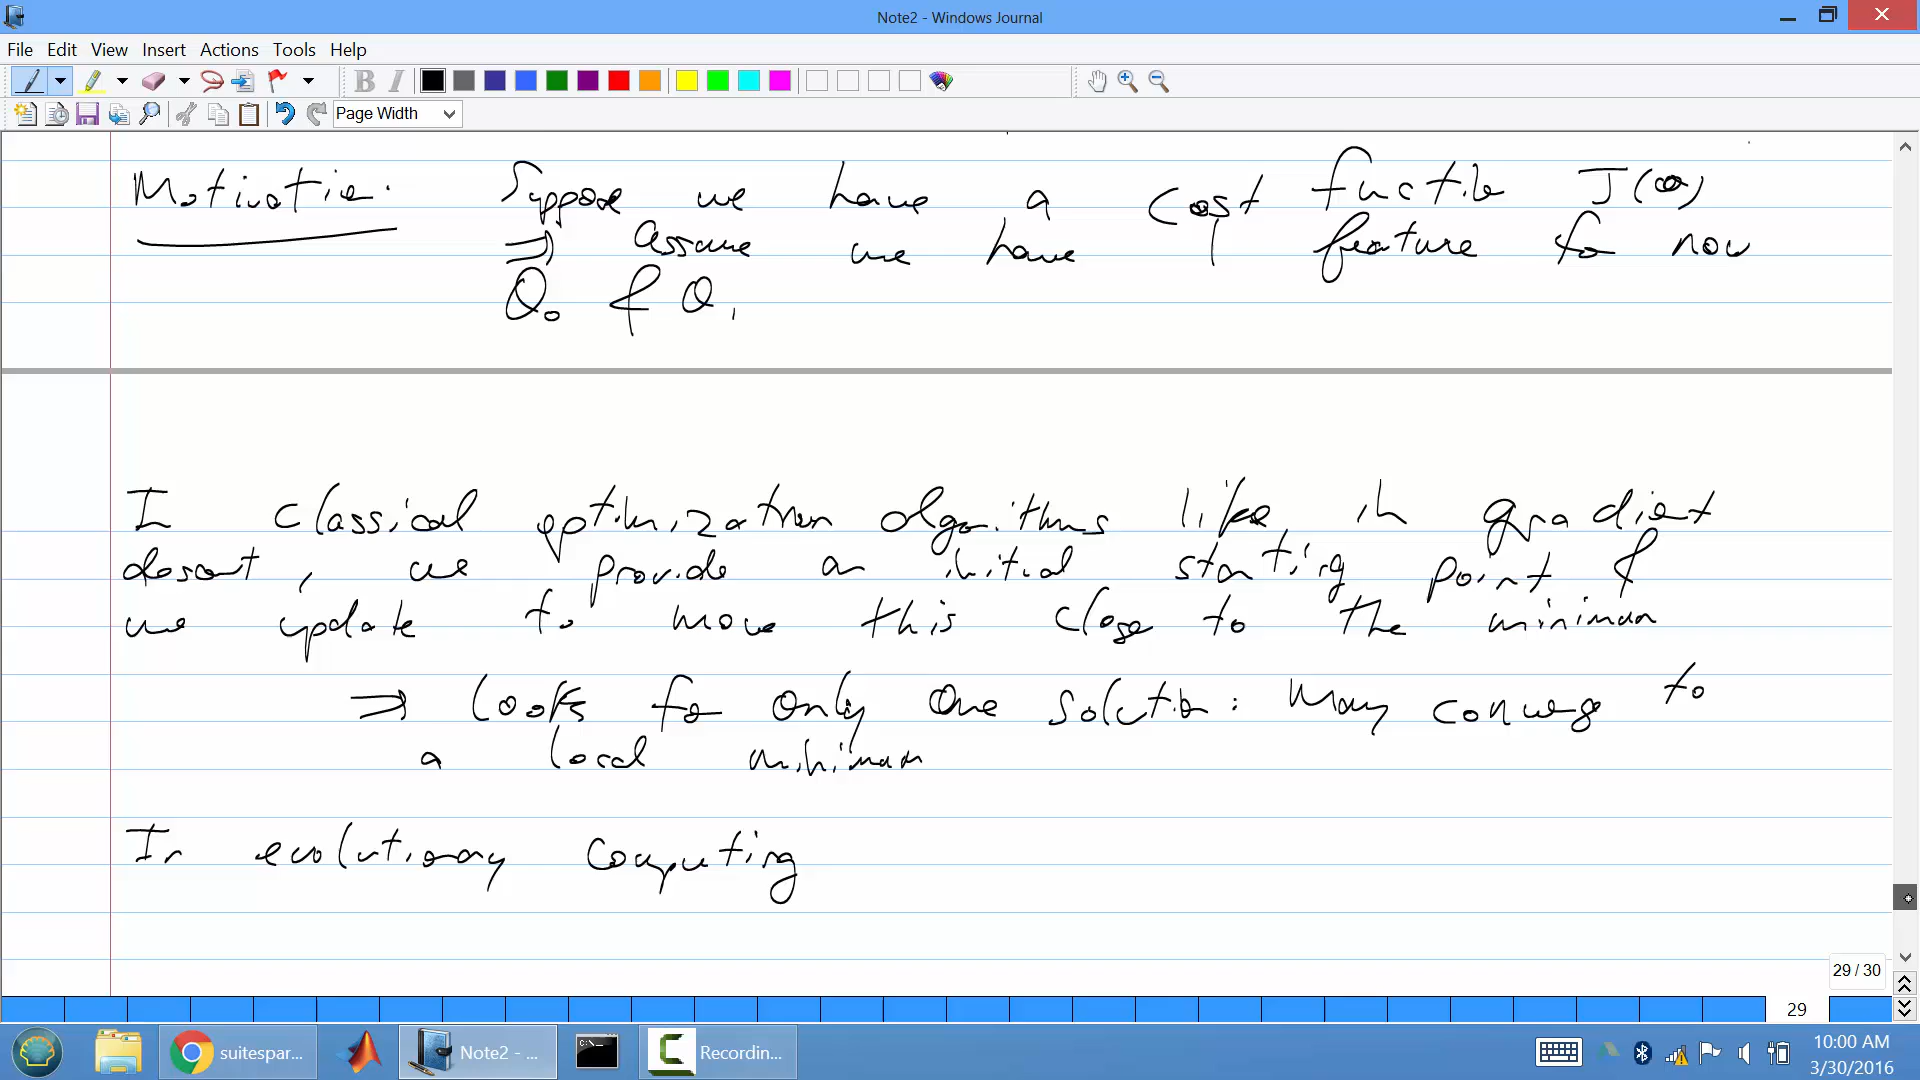 Note2 - Windows Journal
File Edit View Insert Actions Tools Help
B I
Page Width
Motivation. Suppose we have a cost function J(θ)
⇒ assume we have 1 feature for now
θ₀ & θ₁
In classical optimization algorithms like in gradient
descent, we provide an initial starting point &
we update to move this close to the minimum
⇒ Looks for only one solution : May converge to
a local minimum
In evolutionary computing
29 / 30
29
suitespar...
Note2 - ...
C:\
Recordin...
10:00 AM
3/30/2016